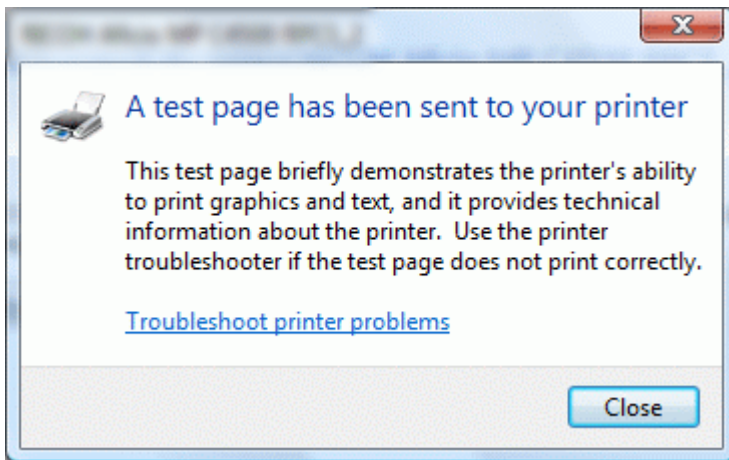 A test page has been sent to your printer
This test page briefly demonstrates the printer's ability
to print graphics and text, and it provides technical
information about the printer.  Use the printer
troubleshooter if the test page does not print correctly.
Troubleshoot printer problems
Close